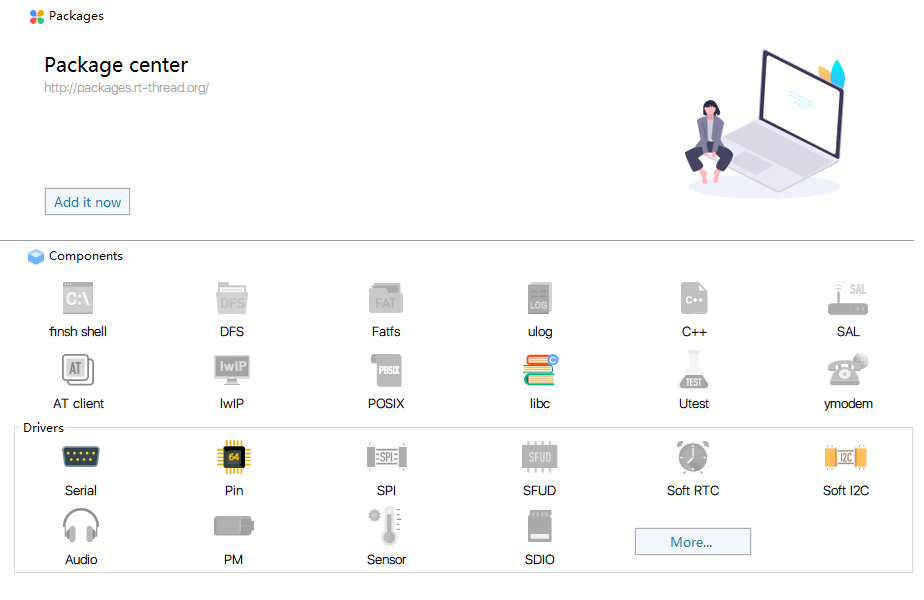 Packages
Package center
http://packages.rt-thread.org/
Add it now
Components
C:\ DFS FAT LOG C++ SAL
finsh shell DFS Fatfs ulog C++ SAL
AT lwIP POSIX C TEST
AT client lwIP POSIX libc Utest ymodem
Drivers
64 SPI SFUD I2C
Serial Pin SPI SFUD Soft RTC Soft I2C
More...
Audio PM Sensor SDIO